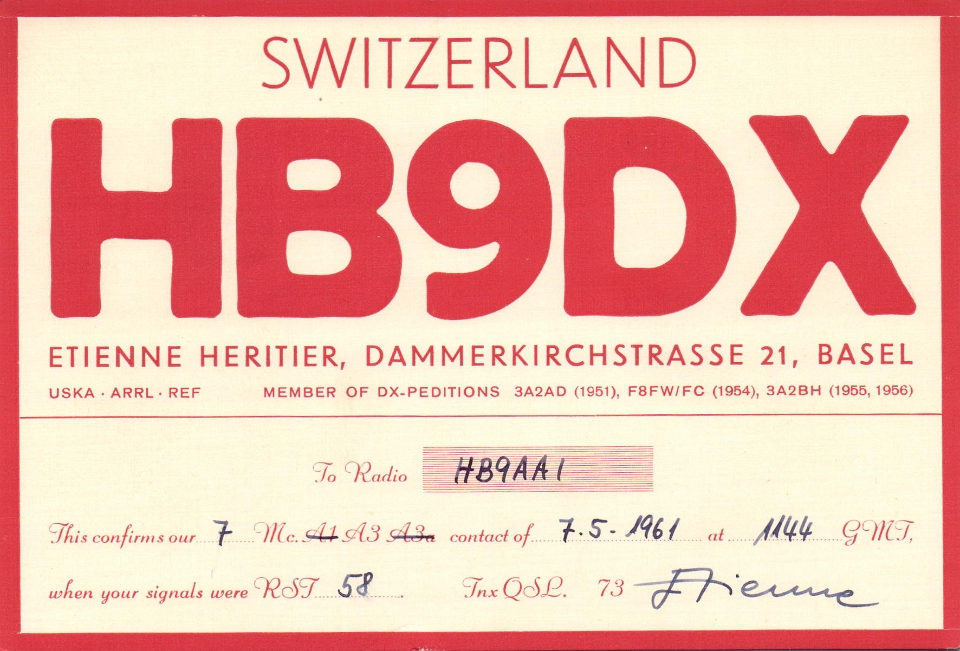 SWITZERLAND
HB9DX
ETIENNE HERITIER, DAMMERKIRCHSTRASSE 21, BASEL
USKA · ARRL · REF MEMBER OF DX-PEDITIONS 3A2AD (1951), F8FW/FC (1954), 3A2BH (1955, 1956)
To Radio HB9AAI
This confirms our 7 Mc. A1 A3 A3a contact of 7.5-1961 at 1144 GMT,
when your signals were RST 58. Tnx QSL. 73 Etienne